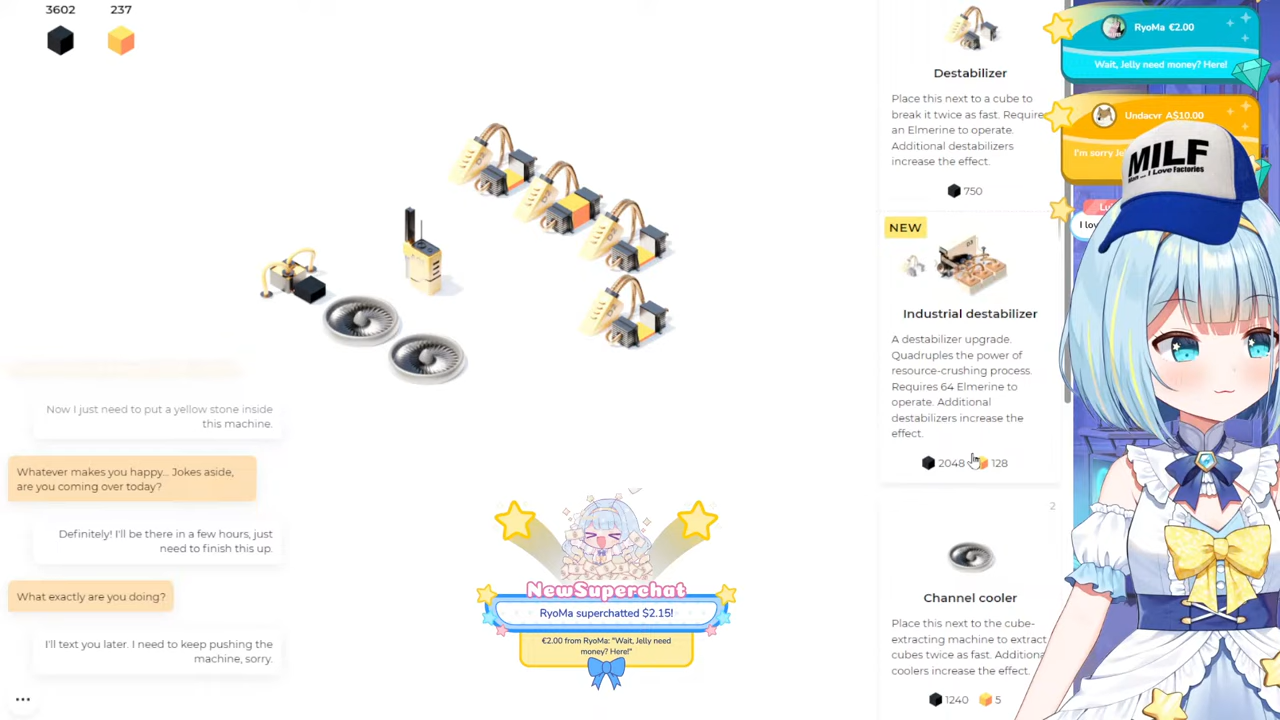 3602
237
Now I just need to put a yellow stone inside
this machine.
Whatever makes you happy... Jokes aside,
are you coming over today?
Definitely! I'll be there in a few hours, just
need to finish this up.
What exactly are you doing?
I'll text you later. I need to keep pushing the
machine, sorry.
...
NewSuperchat
RyoMa superchatted $2.15!
€2.00 from RyoMa: "Wait, Jelly need
money? Here!"
Destabilizer
Place this next to a cube to
break it twice as fast. Requires
an Elmerine to operate.
Additional destabilizers
increase the effect.
750
NEW
Industrial destabilizer
A destabilizer upgrade.
Quadruples the power of
resource-crushing process.
Requires 64 Elmerine to
operate. Additional
destabilizers increase the
effect.
2048
128
2
Channel cooler
Place this next to the cube-
extracting machine to extract
cubes twice as fast. Additional
coolers increase the effect.
1240
5
RyoMa €2.00
Wait, Jelly need money? Here!
Undacvr A$10.00
I'm sorry
I lov
MILF
I Love Factories